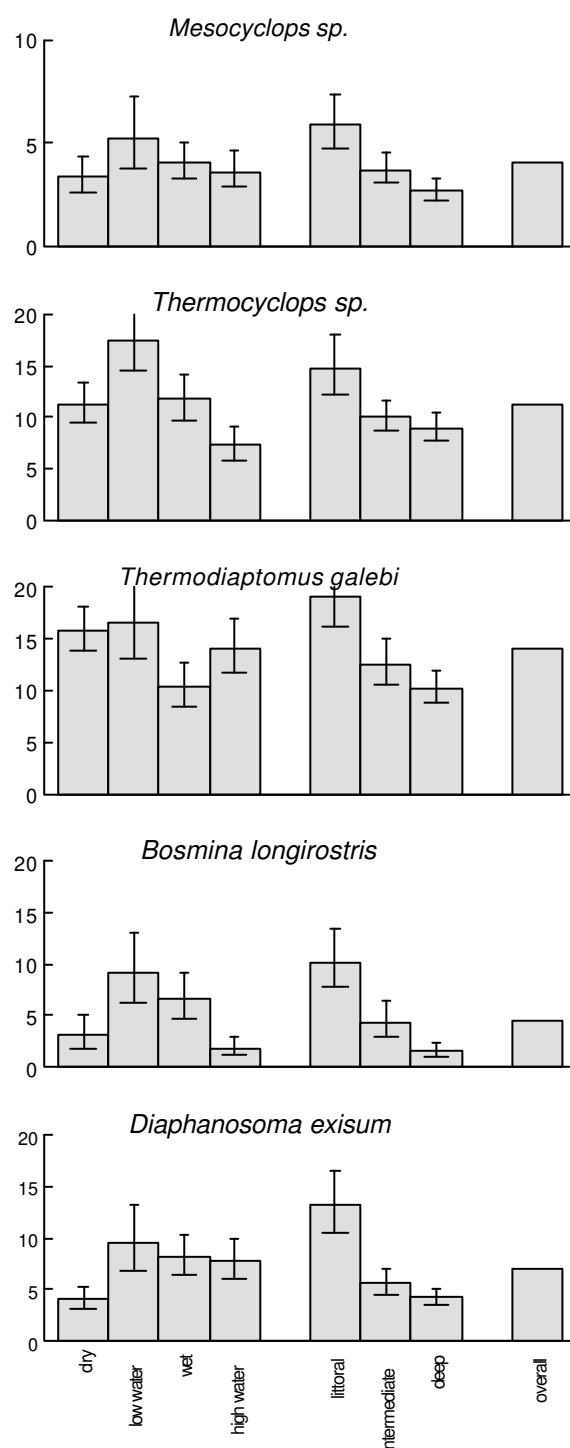 Mesocyclops sp.
10
5
0
Thermocyclops sp.
20
15
10
5
0
Thermodiaptomus galebi
20
15
10
5
0
Bosmina longirostris
20
15
10
5
0
Diaphanosoma exisum
20
15
10
5
0
dry
low water
wet
high water
littoral
intermediate
deep
overall